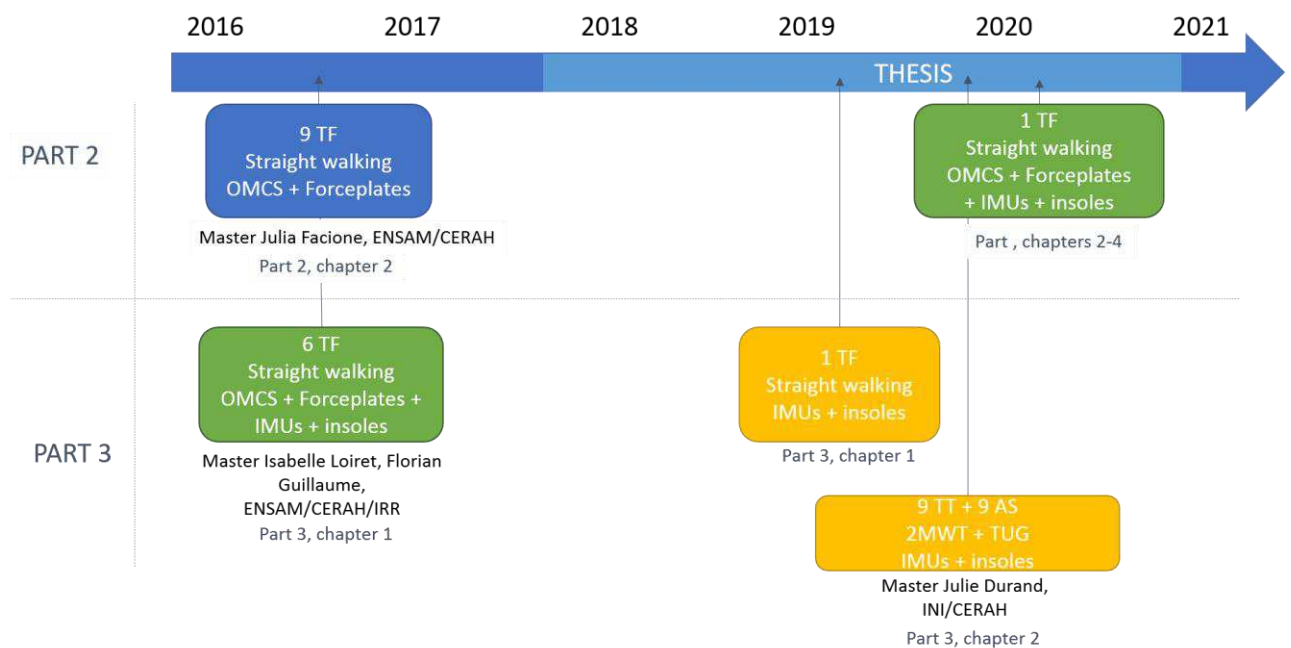 2016 2017 2018 2019 2020 2021
THESIS
PART 2
9 TF
Straight walking
OMCS + Forceplates
Master Julia Facione, ENSAM/CERAH
Part 2, chapter 2
1 TF
Straight walking
OMCS + Forceplates
+ IMUs + insoles
Part , chapters 2-4
PART 3
6 TF
Straight walking
OMCS + Forceplates +
IMUs + insoles
Master Isabelle Loiret, Florian
Guillaume,
ENSAM/CERAH/IRR
Part 3, chapter 1
1 TF
Straight walking
IMUs + insoles
Part 3, chapter 1
9 TT + 9 AS
2MWT + TUG
IMUs + insoles
Master Julie Durand,
INI/CERAH
Part 3, chapter 2